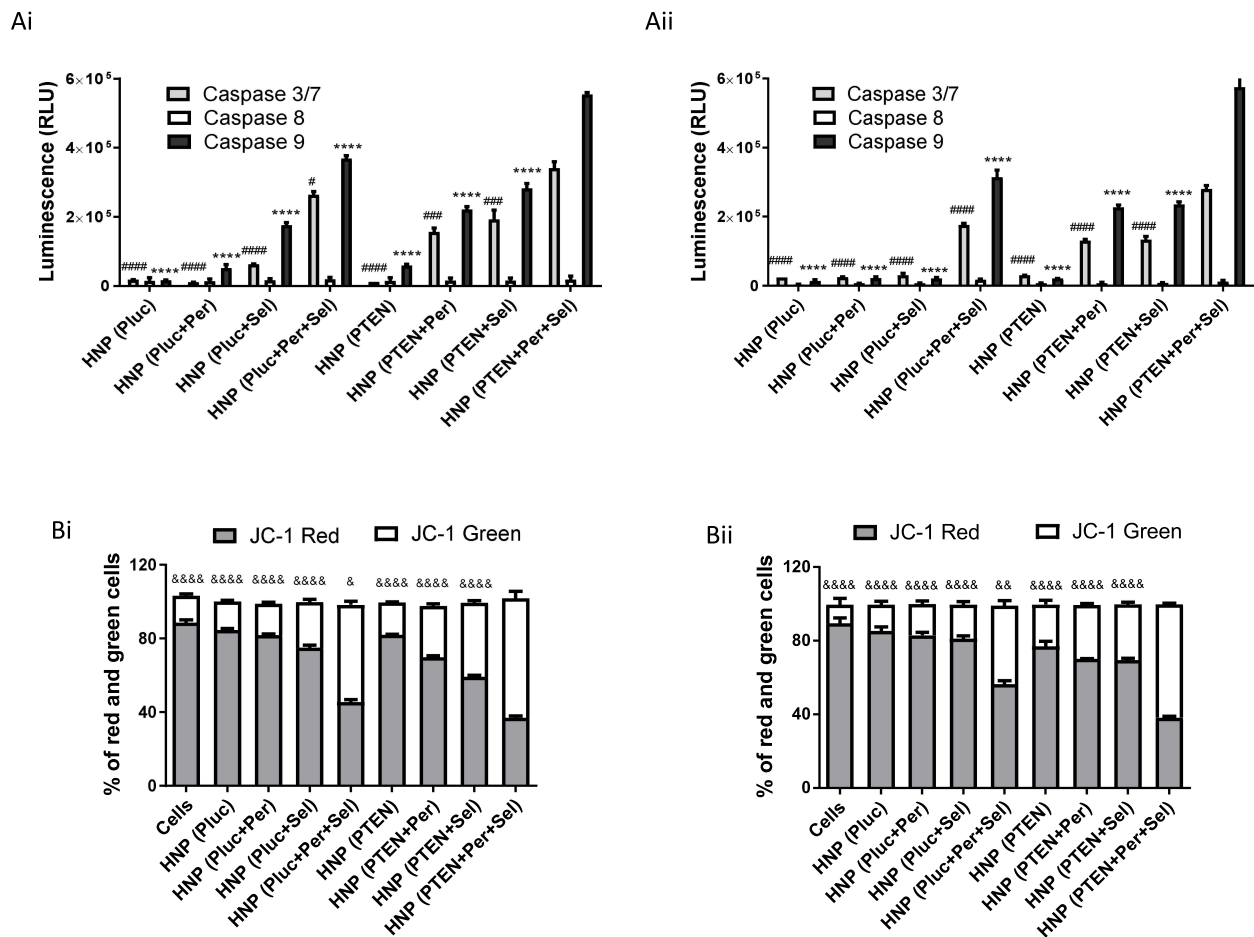 Ai
Luminescence (RLU)
6×10⁵
4×10⁵
2×10⁵
0
Caspase 3/7
Caspase 8
Caspase 9
####
****
####
****
####
****
#
****
####
****
###
****
###
****
HNP (Pluc)
HNP (Pluc+Per)
HNP (Pluc+Sel)
HNP (Pluc+Per+Sel)
HNP (PTEN)
HNP (PTEN+Per)
HNP (PTEN+Sel)
HNP (PTEN+Per+Sel)
Aii
Luminescence (RLU)
6×10⁵
4×10⁵
2×10⁵
0
Caspase 3/7
Caspase 8
Caspase 9
####
****
####
****
####
****
####
****
####
****
####
****
####
****
HNP (Pluc)
HNP (Pluc+Per)
HNP (Pluc+Sel)
HNP (Pluc+Per+Sel)
HNP (PTEN)
HNP (PTEN+Per)
HNP (PTEN+Sel)
HNP (PTEN+Per+Sel)
Bi
JC-1 Red
JC-1 Green
% of red and green cells
120
80
40
0
&&&& &&&& &&&& &&&& & &&&& &&&& &&&&
Cells
HNP (Pluc)
HNP (Pluc+Per)
HNP (Pluc+Sel)
HNP (Pluc+Per+Sel)
HNP (PTEN)
HNP (PTEN+Per)
HNP (PTEN+Sel)
HNP (PTEN+Per+Sel)
Bii
JC-1 Red
JC-1 Green
% of red and green cells
120
80
40
0
&&&& &&&& &&&& &&&& && &&&& &&&& &&&&
Cells
HNP (Pluc)
HNP (Pluc+Per)
HNP (Pluc+Sel)
HNP (Pluc+Per+Sel)
HNP (PTEN)
HNP (PTEN+Per)
HNP (PTEN+Sel)
HNP (PTEN+Per+Sel)